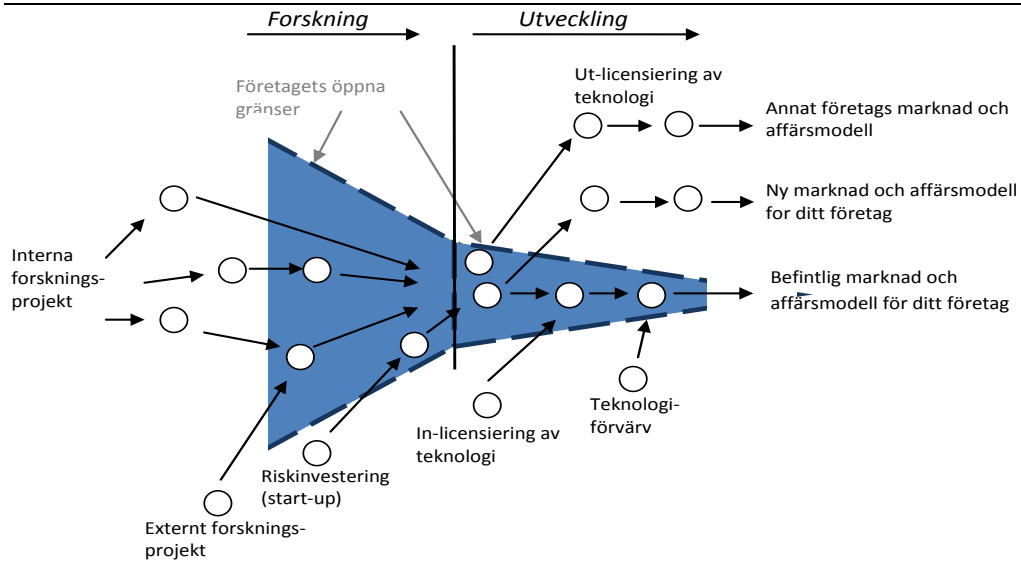 Forskning
Utveckling
Företagets öppna
gränser
Ut-licensiering av
teknologi
Annat företags marknad och
affärsmodell
Ny marknad och affärsmodell
for ditt företag
Interna
forsknings-
projekt
Befintlig marknad och
affärsmodell för ditt företag
Teknologi-
förvärv
In-licensiering av
teknologi
Riskinvestering
(start-up)
Externt forsknings-
projekt